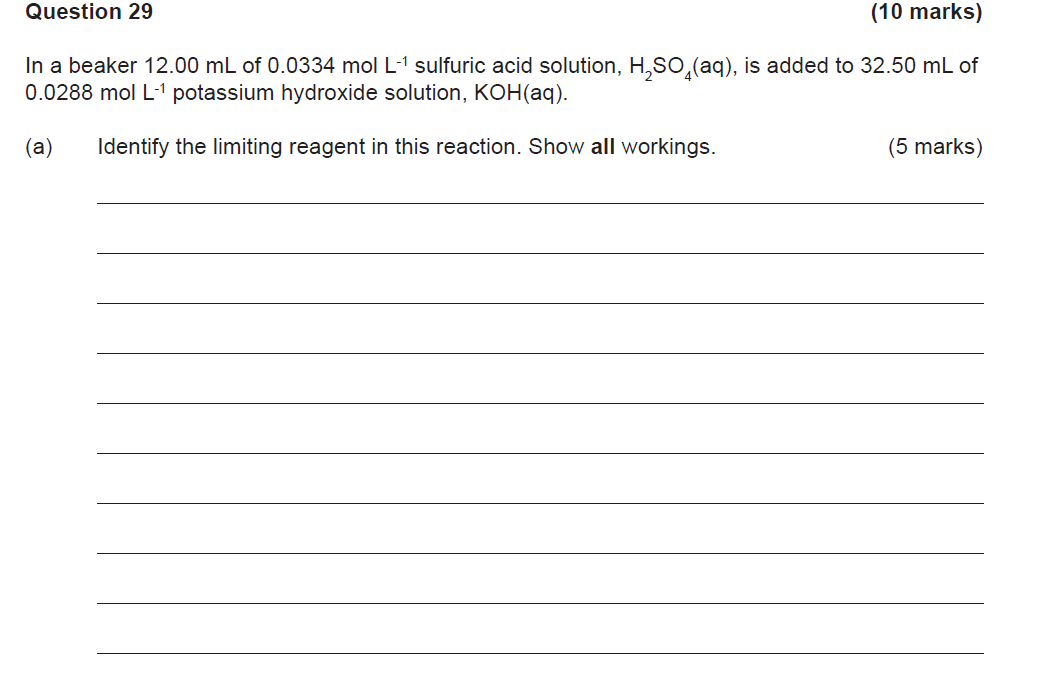 Question 29 (10 marks)
In a beaker 12.00 mL of 0.0334 mol L⁻¹ sulfuric acid solution, H₂SO₄(aq), is added to 32.50 mL of
0.0288 mol L⁻¹ potassium hydroxide solution, KOH(aq).
(a) Identify the limiting reagent in this reaction. Show all workings. (5 marks)